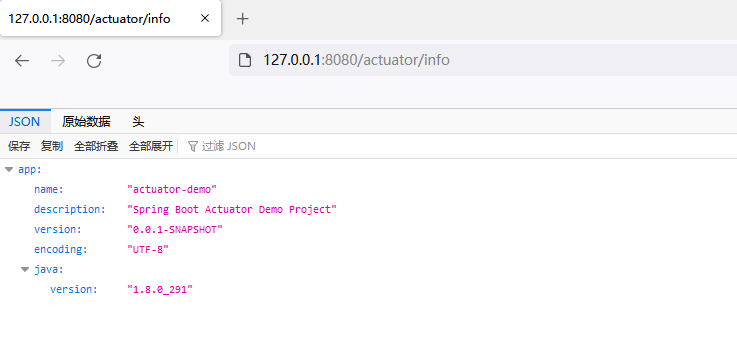 127.0.0.1:8080/actuator/info
127.0.0.1:8080/actuator/info
JSON 原始数据 头
保存 复制 全部折叠 全部展开 过滤 JSON
app:
name: "actuator-demo"
description: "Spring Boot Actuator Demo Project"
version: "0.0.1-SNAPSHOT"
encoding: "UTF-8"
java:
version: "1.8.0_291"